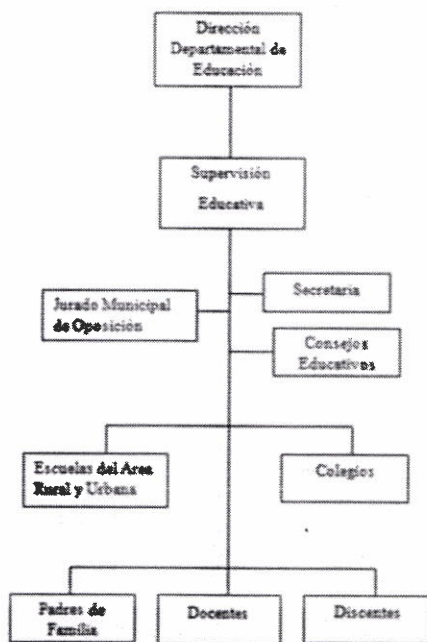 Dirección
Departamental de
Educación
Supervisión
Educativa
Secretaria
Jurado Municipal
de Oposición
Consejos
Educativos
Escuelas del Area
Rural y Urbana
Colegios
Padres de
Familia
Docentes
Discentes